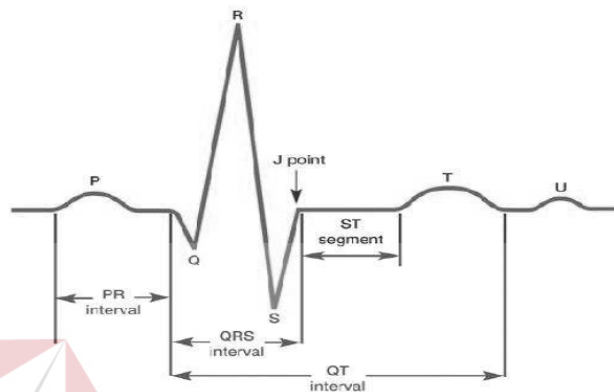 R
J point
P
T
U
ST
segment
Q
PR
interval
S
QRS
interval
QT
interval